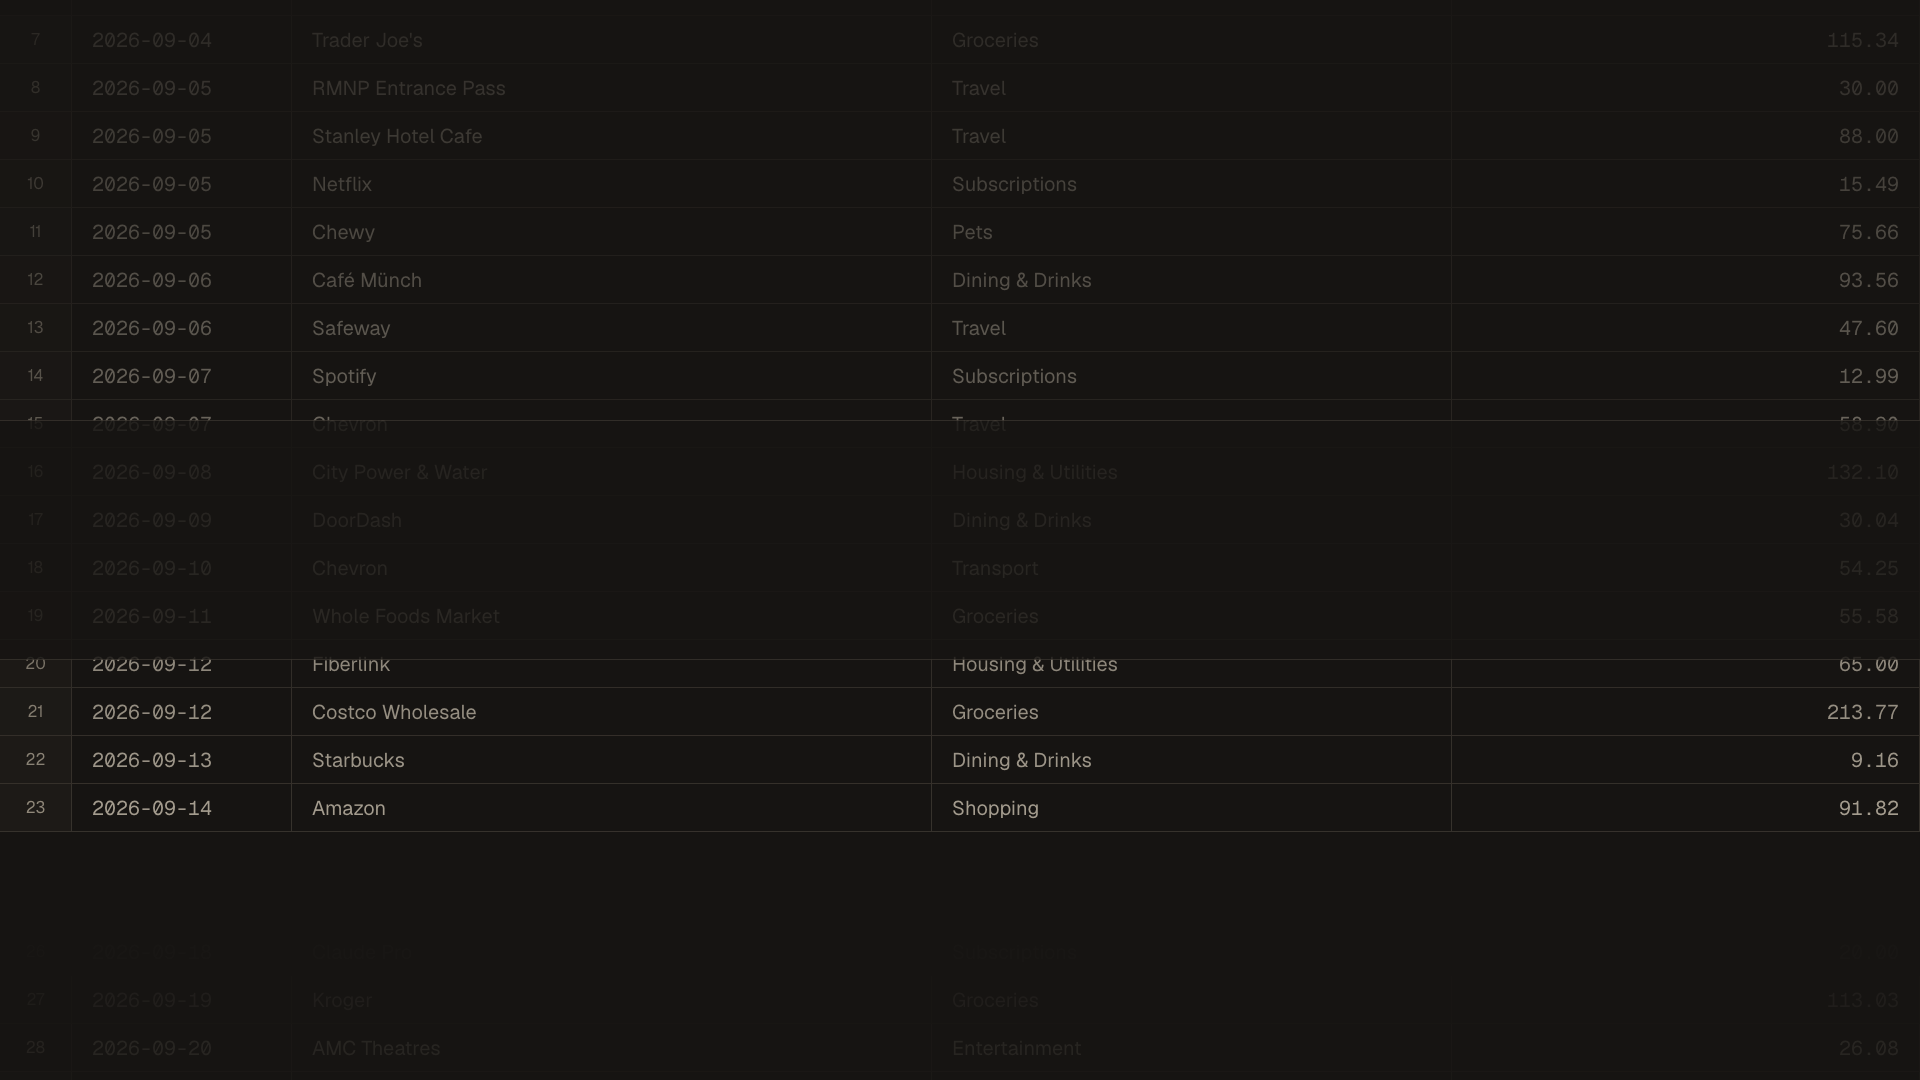 7 2026-09-04 Trader Joe's Groceries 115.34
8 2026-09-05 RMNP Entrance Pass Travel 30.00
9 2026-09-05 Stanley Hotel Cafe Travel 88.00
10 2026-09-05 Netflix Subscriptions 15.49
11 2026-09-05 Chewy Pets 75.66
12 2026-09-06 Café Münch Dining & Drinks 93.56
13 2026-09-06 Safeway Travel 47.60
14 2026-09-07 Spotify Subscriptions 12.99
15 2026-09-07 Chevron Travel 58.90
16 2026-09-08 City Power & Water Housing & Utilities 132.10
17 2026-09-09 DoorDash Dining & Drinks 30.04
18 2026-09-10 Chevron Transport 54.25
19 2026-09-11 Whole Foods Market Groceries 55.58
20 2026-09-12 Fiberlink Housing & Utilities 65.00
21 2026-09-12 Costco Wholesale Groceries 213.77
22 2026-09-13 Starbucks Dining & Drinks 9.16
23 2026-09-14 Amazon Shopping 91.82
27 2026-09-19 Kroger Groceries 113.03
28 2026-09-20 AMC Theatres Entertainment 26.08